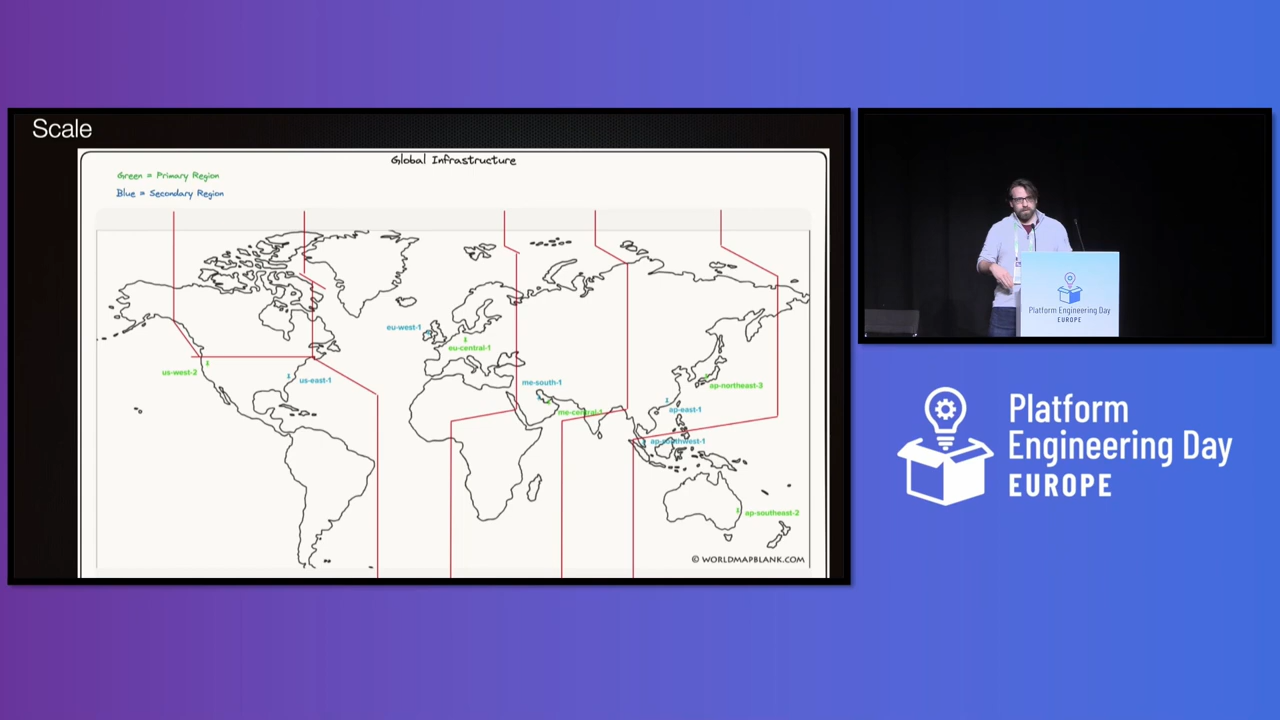 Scale
Global Infrastructure
Green = Primary Region
Blue = Secondary Region
eu-west-1
eu-central-1
us-west-2
us-east-1
me-south-1
me-central-1
ap-northeast-3
ap-east-1
ap-southwest-1
ap-southeast-2
© WORLDMAPBLANK.COM
Platform Engineering Day
EUROPE
Platform
Engineering Day
EUROPE